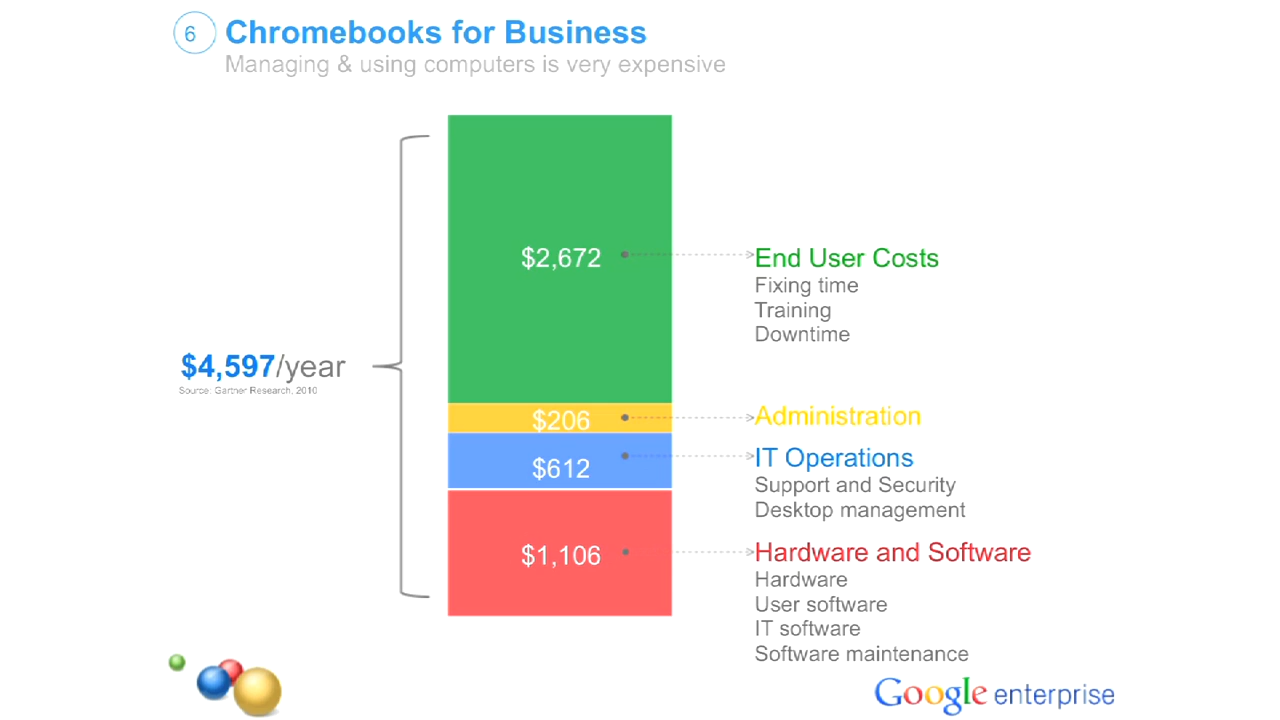 6
Chromebooks for Business
Managing & using computers is very expensive
$4,597/year
Source: Gartner Research, 2010
$2,672
End User Costs
Fixing time
Training
Downtime
$206
Administration
$612
IT Operations
Support and Security
Desktop management
$1,106
Hardware and Software
Hardware
User software
IT software
Software maintenance
Google enterprise